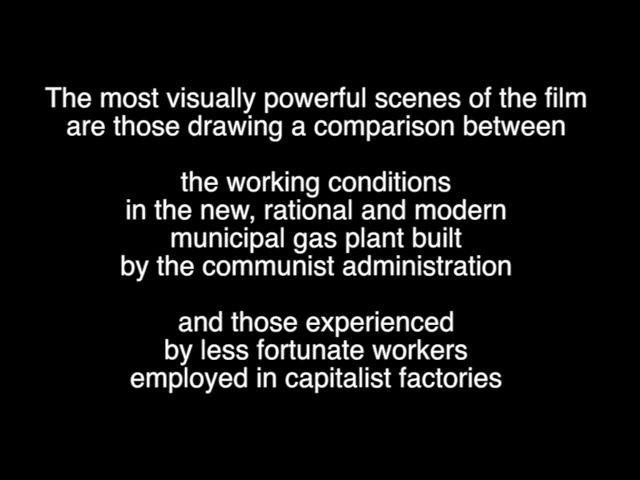 The most visually powerful scenes of the film
are those drawing a comparison between
the working conditions
in the new, rational and modern
municipal gas plant built
by the communist administration
and those experienced
by less fortunate workers
employed in capitalist factories